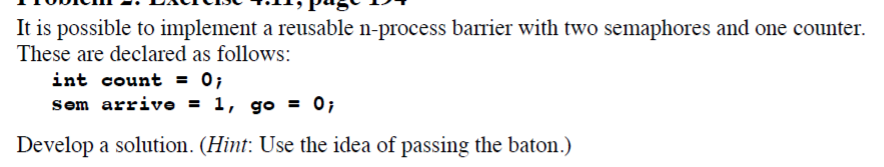 It is possible to implement a reusable n-process barrier with two semaphores and one counter.
These are declared as follows:
int count = 0;
sem arrive = 1, go = 0;
Develop a solution. (Hint: Use the idea of passing the baton.)